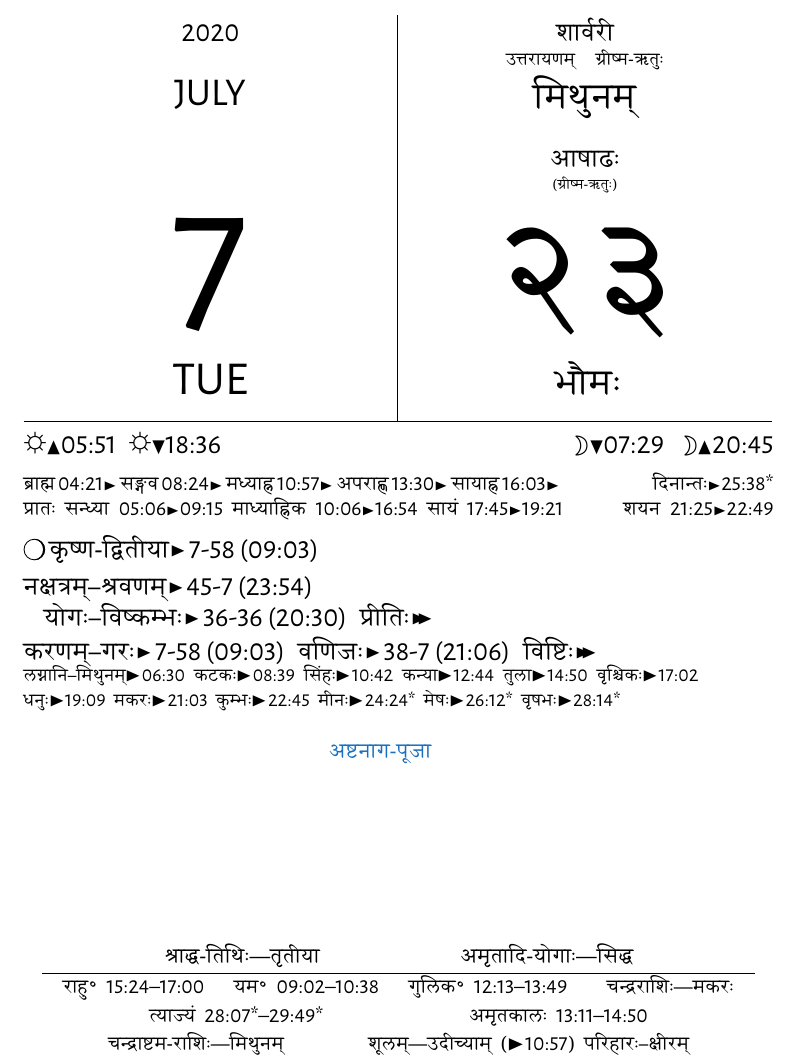 2020
JULY
7
TUE
शार्वरी
उत्तरायणम् ग्रीष्म-ऋतुः
मिथुनम्
आषाढः
(ग्रीष्म-ऋतुः)
२३
भौमः
☼▲05:51 ☼▼18:36 ☽▼07:29 ☽▲20:45
ब्राह्म 04:21► सङ्गव 08:24► मध्याह्न 10:57► अपराह्ण 13:30► सायाह्न 16:03► दिनान्तः►25:38*
प्रातः सन्ध्या 05:06►09:15 माध्याह्निक 10:06►16:54 सायं 17:45►19:21 शयन 21:25►22:49
❍कृष्ण-द्वितीया►7-58 (09:03)
नक्षत्रम्–श्रवणम्►45-7 (23:54)
योगः–विष्कम्भः►36-36 (20:30) प्रीतिः►►
करणम्–गरः►7-58 (09:03) वणिजः►38-7 (21:06) विष्टिः►►
लग्नानि–मिथुनम्►06:30 कटकः►08:39 सिंहः►10:42 कन्या►12:44 तुला►14:50 वृश्चिकः►17:02
धनुः►19:09 मकरः►21:03 कुम्भः►22:45 मीनः►24:24* मेषः►26:12* वृषभः►28:14*
अष्टनाग-पूजा
श्राद्ध-तिथिः—तृतीया अमृतादि-योगाः—सिद्ध
राहु° 15:24–17:00 यम° 09:02–10:38 गुलिक° 12:13–13:49 चन्द्रराशिः—मकरः
त्याज्यं 28:07*–29:49* अमृतकालः 13:11–14:50
चन्द्राष्टम-राशिः—मिथुनम् शूलम्—उदीच्याम् (►10:57) परिहारः–क्षीरम्